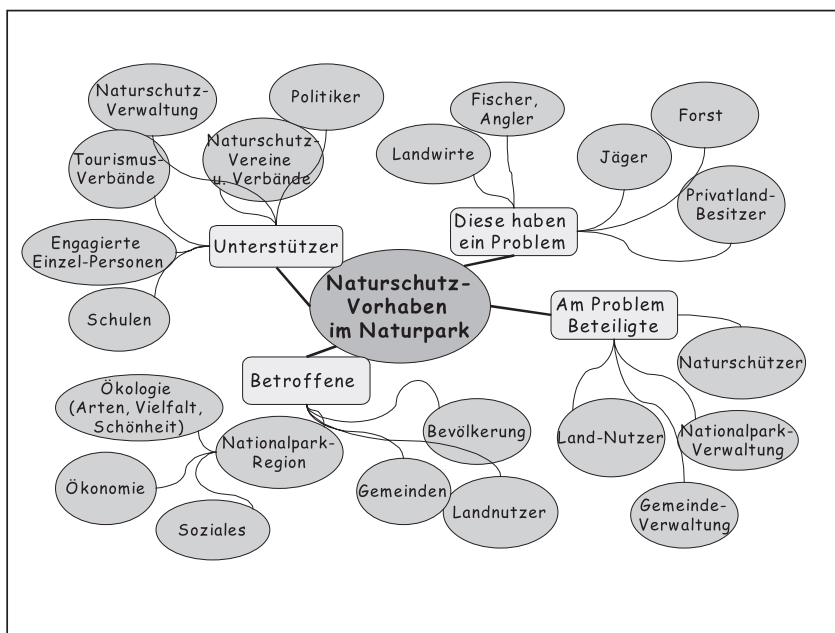 Naturschutz-
Verwaltung
Politiker
Tourismus-
Verbände
Naturschutz-
Vereine
u. Verbände
Engagierte
Einzel-Personen
Schulen
Unterstützer
Fischer,
Angler
Landwirte
Jäger
Forst
Privatland-
Besitzer
Diese haben
ein Problem
Naturschutz-
Vorhaben
im Naturpark
Am Problem
Beteiligte
Naturschützer
Land-Nutzer
Nationalpark-
Verwaltung
Gemeinde-
Verwaltung
Betroffene
Ökologie
(Arten, Vielfalt,
Schönheit)
Nationalpark-
Region
Ökonomie
Soziales
Bevölkerung
Gemeinden
Landnutzer